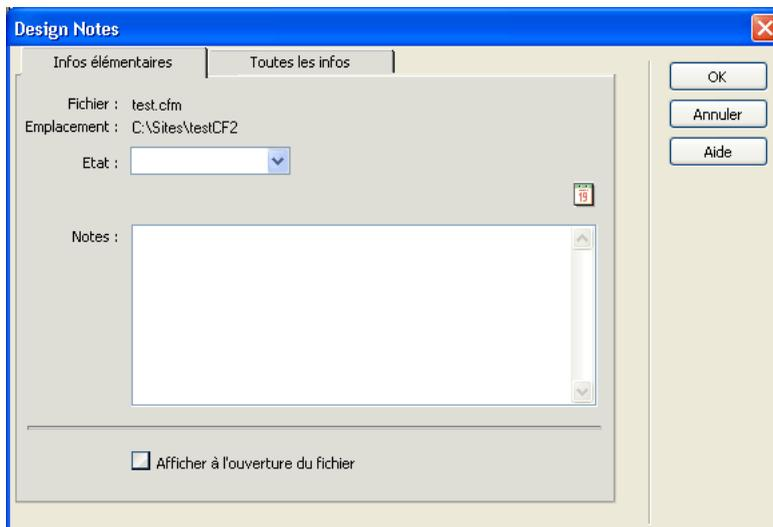 Design Notes
Infos élémentaires
Toutes les infos
Fichier : test.cfm
Emplacement : C:\Sites\testCF2
Etat :
19
Notes :
Afficher à l'ouverture du fichier
OK
Annuler
Aide